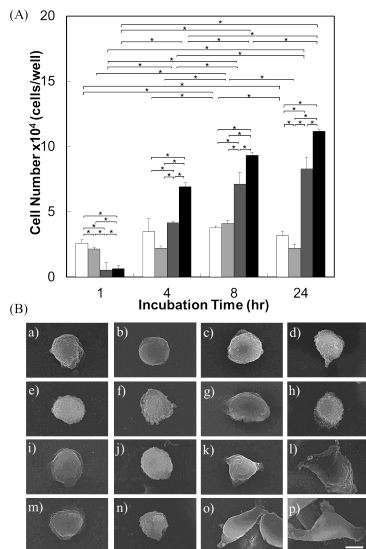 (A)
Cell Number x10⁴ (cells/well)
20
15
10
5
0
1 4 8 24
Incubation Time (hr)
(B)
a) b) c) d)
e) f) g) h)
i) j) k) l)
m) n) o) p)